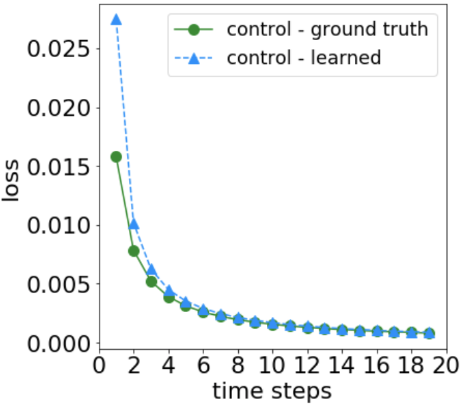 control - ground truth
control - learned
loss
0.025
0.020
0.015
0.010
0.005
0.000
0 2 4 6 8 10 12 14 16 18 20
time steps